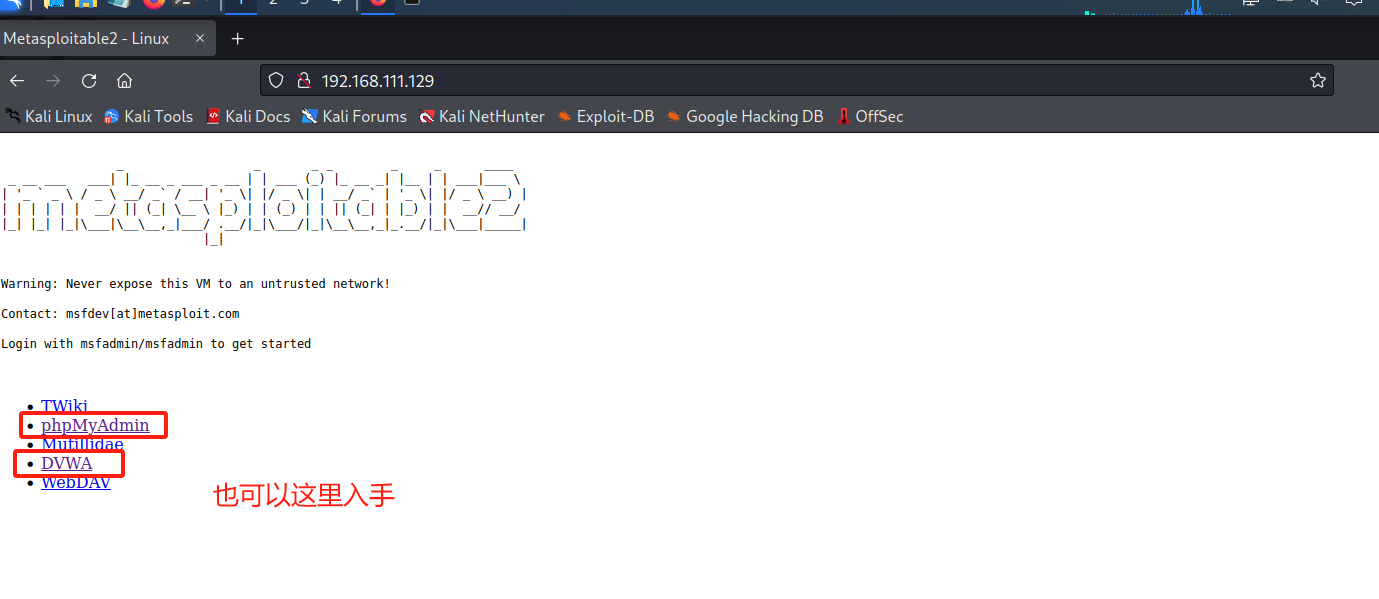 1 2 3 4
Metasploitable2 - Linux
192.168.111.129
Kali Linux Kali Tools Kali Docs Kali Forums Kali NetHunter Exploit-DB Google Hacking DB OffSec
metasploitable2
Warning: Never expose this VM to an untrusted network!
Contact: msfdev[at]metasploit.com
Login with msfadmin/msfadmin to get started
TWiki
phpMyAdmin
Mutillidae
DVWA
WebDAV
也可以这里入手